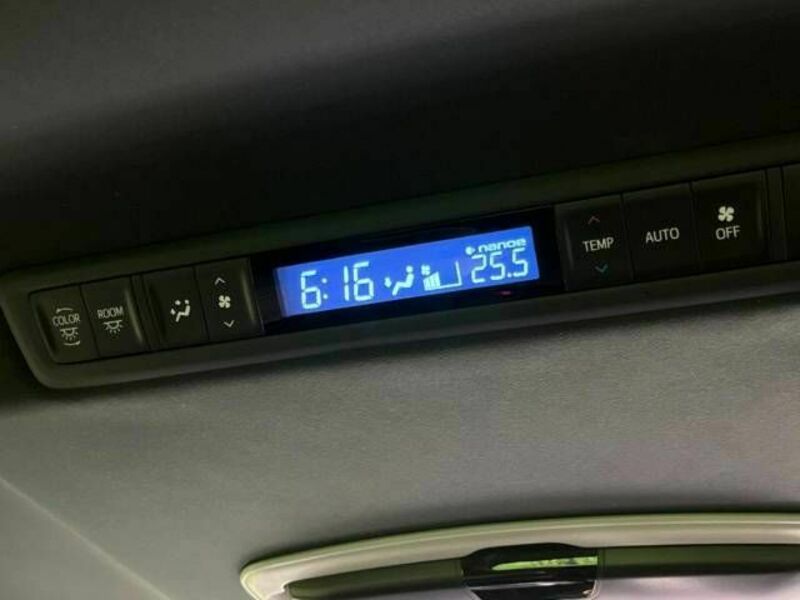 COLOR
ROOM
6:16
nanoe
25.5
TEMP
AUTO
OFF